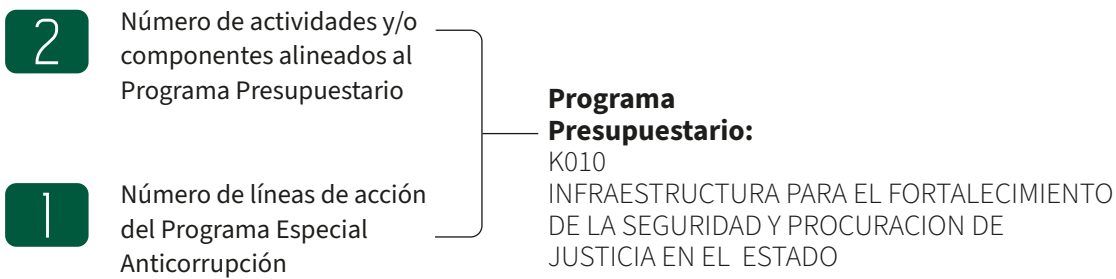 2
Número de actividades y/o
componentes alineados al
Programa Presupuestario
1
Número de líneas de acción
del Programa Especial
Anticorrupción
Programa
Presupuestario:
K010
INFRAESTRUCTURA PARA EL FORTALECIMIENTO
DE LA SEGURIDAD Y PROCURACION DE
JUSTICIA EN EL ESTADO